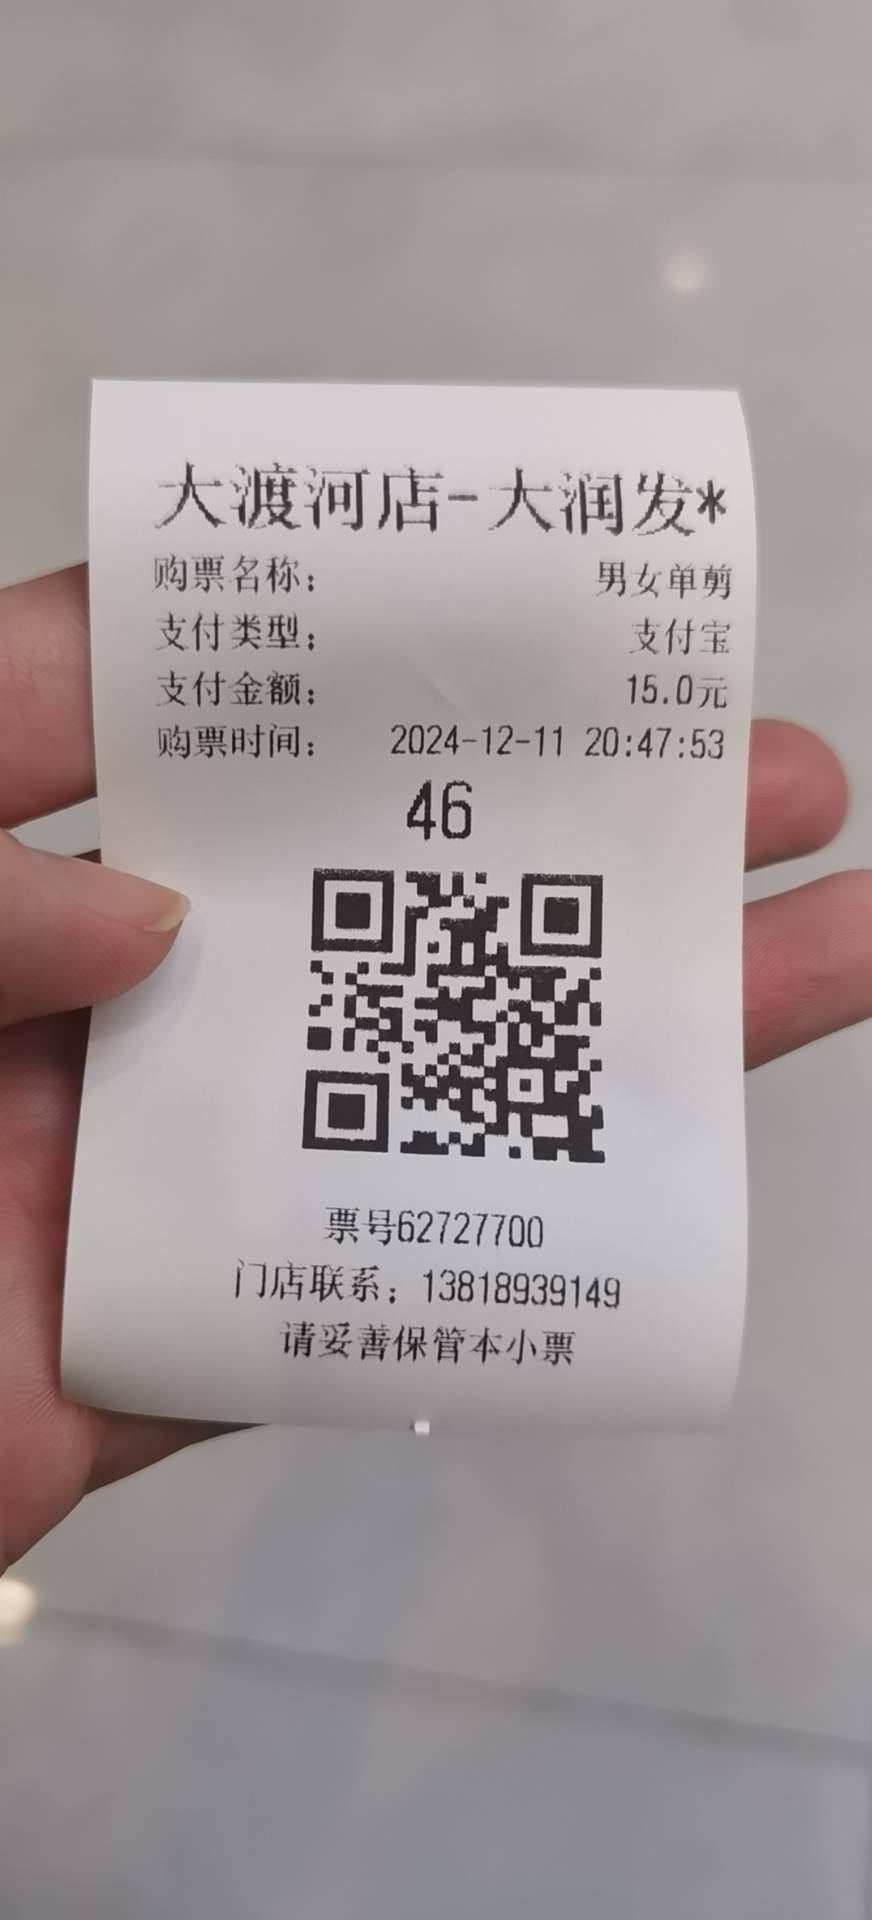 大渡河店-大润发*
购票名称： 男女单剪
支付类型： 支付宝
支付金额： 15.0元
购票时间： 2024-12-11 20:47:53
46
票号62727700
门店联系：13818939149
请妥善保管本小票